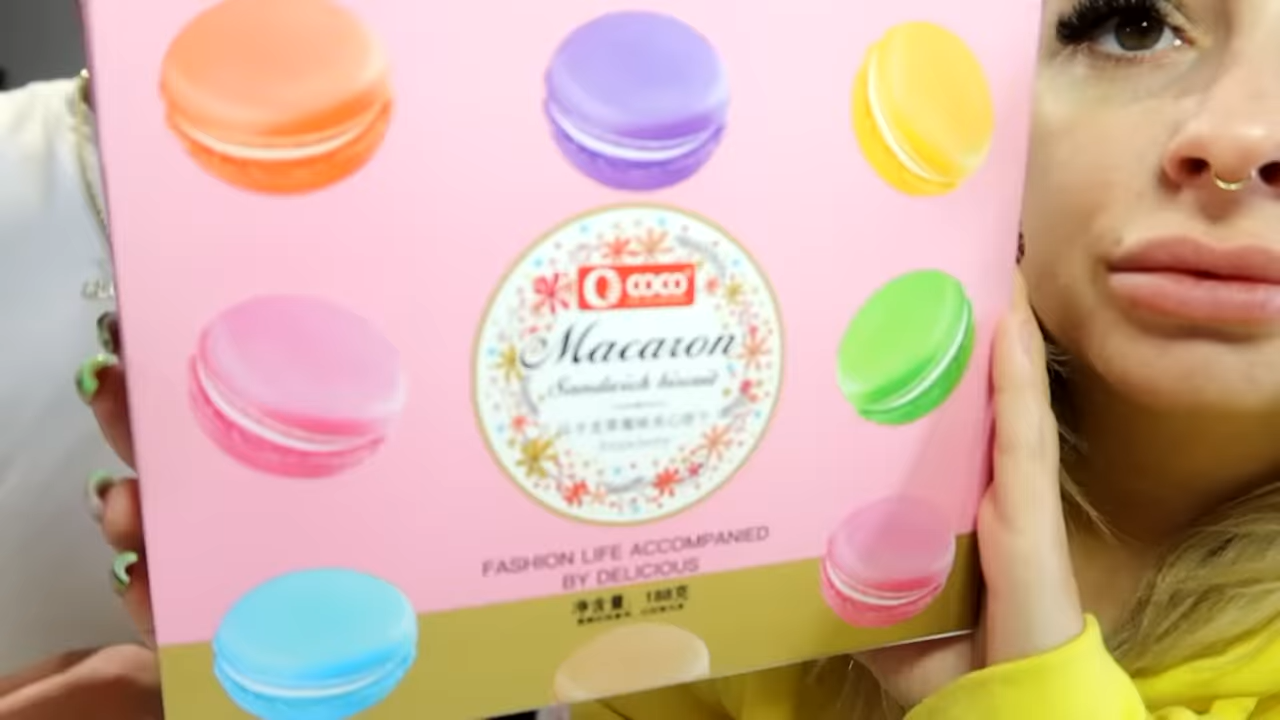 COCO
Macaron
Sandwich biscuit
FASHION LIFE ACCOMPANIED
BY DELICIOUS
净含量: 188克